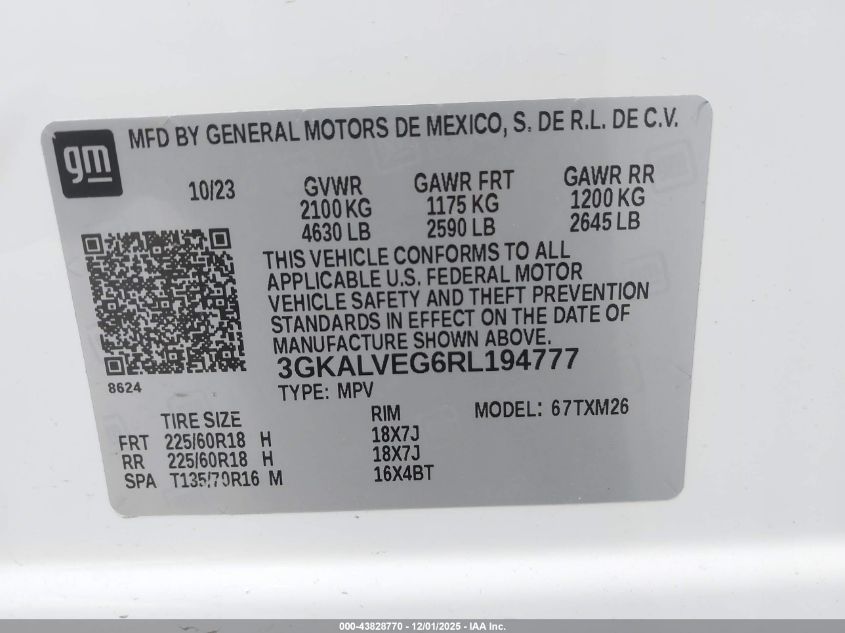 gm
MFD BY GENERAL MOTORS DE MEXICO, S. DE R.L. DE C.V.
10/23 GVWR GAWR FRT GAWR RR
2100 KG 1175 KG 1200 KG
4630 LB 2590 LB 2645 LB
THIS VEHICLE CONFORMS TO ALL
APPLICABLE U.S. FEDERAL MOTOR
VEHICLE SAFETY AND THEFT PREVENTION
STANDARDS IN EFFECT ON THE DATE OF
MANUFACTURE SHOWN ABOVE.
3GKALVEG6RL194777
8624
TYPE: MPV
TIRE SIZE RIM MODEL: 67TXM26
FRT 225/60R18 H 18X7J
RR 225/60R18 H 18X7J
SPA T135/70R16 M 16X4BT
000-43828770 - 12/01/2025 - IAA Inc.